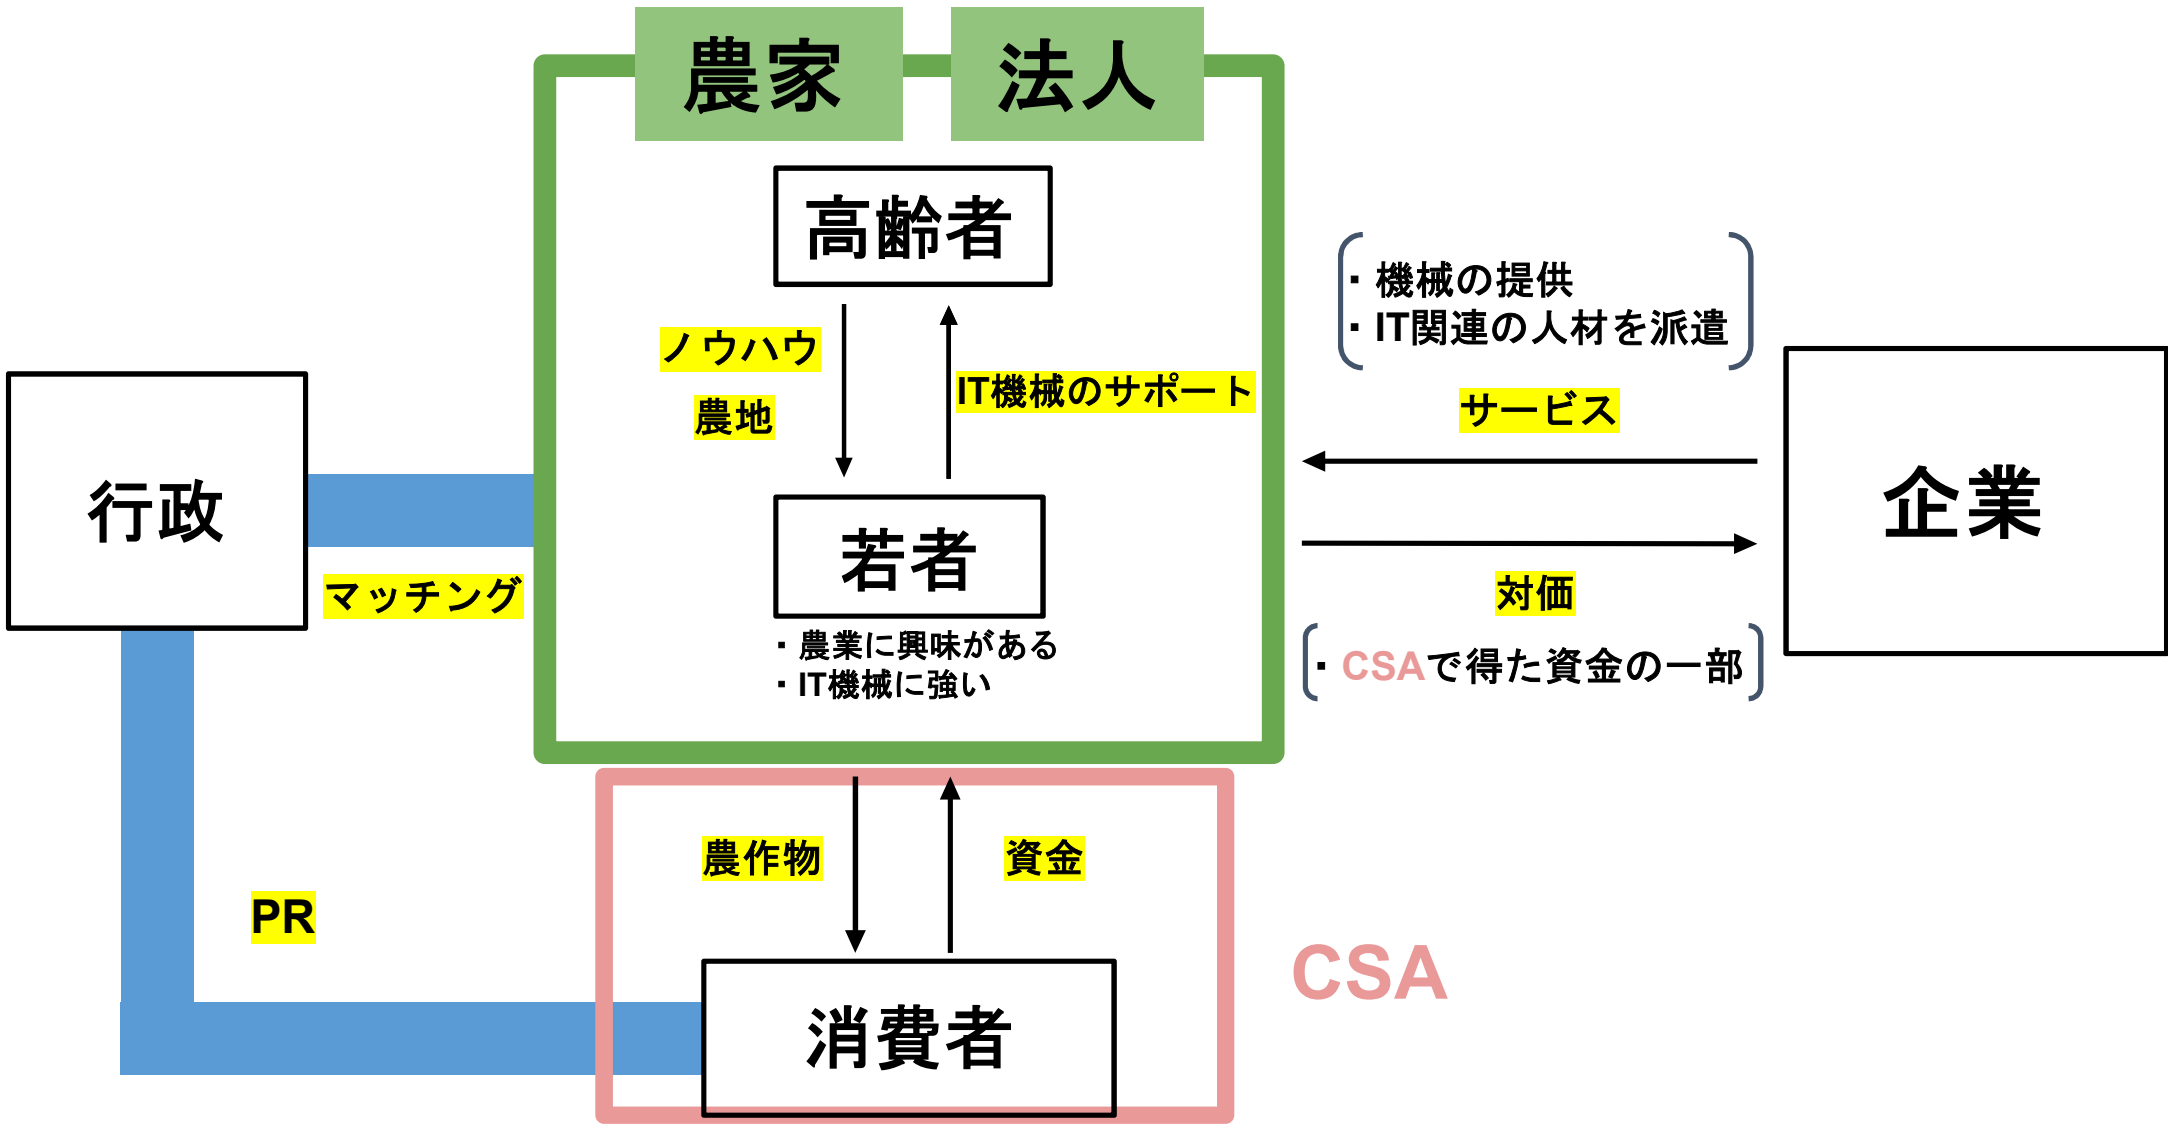 農家
法人
高齢者
ノウハウ
農地
IT機械のサポート
若者
・農業に興味がある
・IT機械に強い
行政
マッチング
・機械の提供
・IT関連の人材を派遣
サービス
企業
対価
・CSAで得た資金の一部
農作物
資金
PR
消費者
CSA